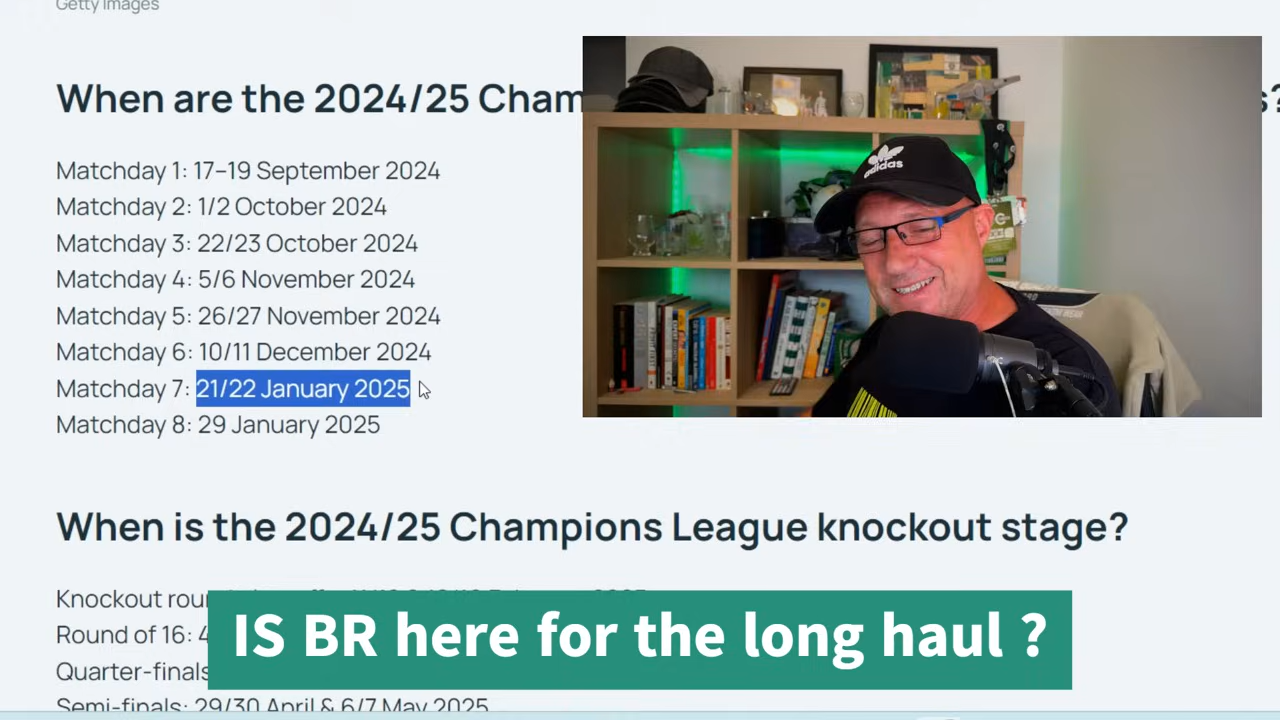 Getty Images
When are the 2024/25 Cham
s?
Matchday 1: 17–19 September 2024
Matchday 2: 1/2 October 2024
Matchday 3: 22/23 October 2024
Matchday 4: 5/6 November 2024
Matchday 5: 26/27 November 2024
Matchday 6: 10/11 December 2024
Matchday 7: 21/22 January 2025
Matchday 8: 29 January 2025
adidas
When is the 2024/25 Champions League knockout stage?
Knockout roun
Round of 16: 4
Quarter-finals
Semi-finals: 29/30 April & 6/7 May 2025
IS BR here for the long haul ?